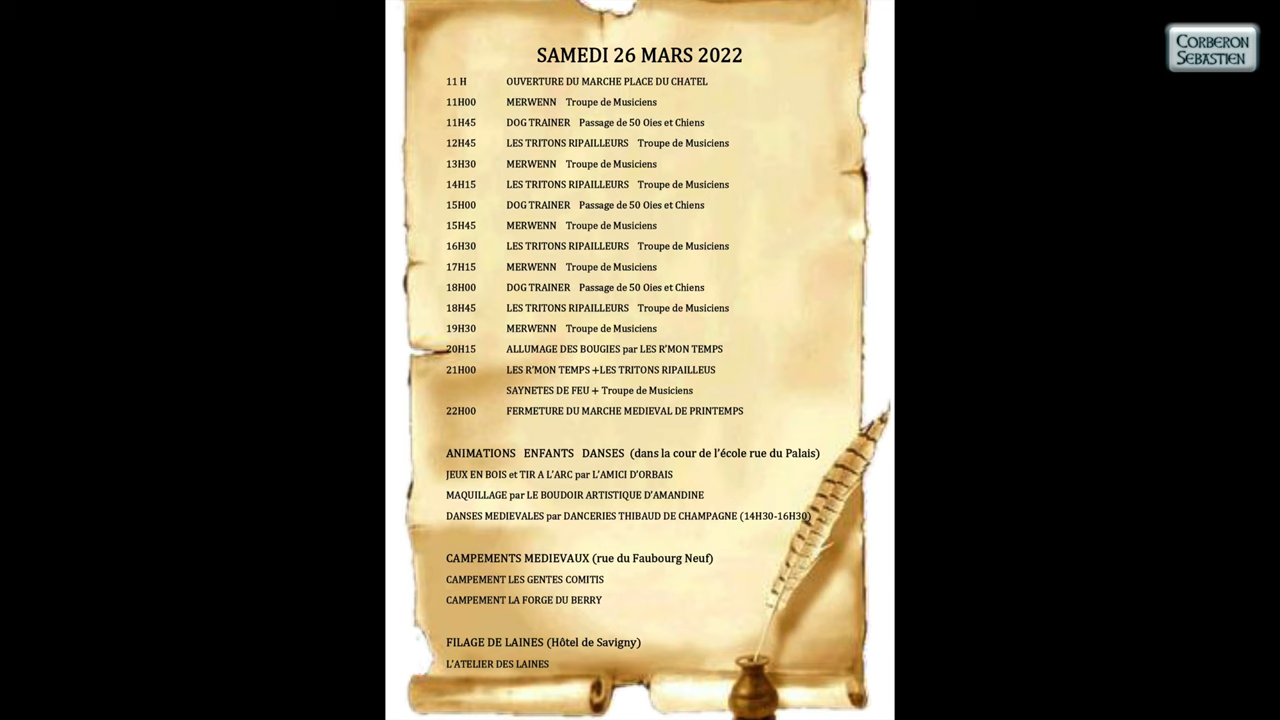 SAMEDI 26 MARS 2022
11 H OUVERTURE DU MARCHE PLACE DU CHATEL
11H00 MERWENN Troupe de Musiciens
11H45 DOG TRAINER Passage de 50 Oies et Chiens
12H45 LES TRITONS RIPAILLEURS Troupe de Musiciens
13H30 MERWENN Troupe de Musiciens
14H15 LES TRITONS RIPAILLEURS Troupe de Musiciens
15H00 DOG TRAINER Passage de 50 Oies et Chiens
15H45 MERWENN Troupe de Musiciens
16H30 LES TRITONS RIPAILLEURS Troupe de Musiciens
17H15 MERWENN Troupe de Musiciens
18H00 DOG TRAINER Passage de 50 Oies et Chiens
18H45 LES TRITONS RIPAILLEURS Troupe de Musiciens
19H30 MERWENN Troupe de Musiciens
20H15 ALLUMAGE DES BOUGIES par LES R'MON TEMPS
21H00 LES R'MON TEMPS +LES TRITONS RIPAILLEUS
SAYNETES DE FEU + Troupe de Musiciens
22H00 FERMETURE DU MARCHE MEDIEVAL DE PRINTEMPS
ANIMATIONS ENFANTS DANSES (dans la cour de l'école rue du Palais)
JEUX EN BOIS et TIR A L'ARC par L'AMICI D'ORBAIS
MAQUILLAGE par LE BOUDOIR ARTISTIQUE D'AMANDINE
DANSES MEDIEVALES par DANCERIES THIBAUD DE CHAMPAGNE (14H30-16H30)
CAMPEMENTS MEDIEVAUX (rue du Faubourg Neuf)
CAMPEMENT LES GENTES COMITIS
CAMPEMENT LA FORGE DU BERRY
FILAGE DE LAINES (Hôtel de Savigny)
L'ATELIER DES LAINES
CORBERON
SEBASTIEN